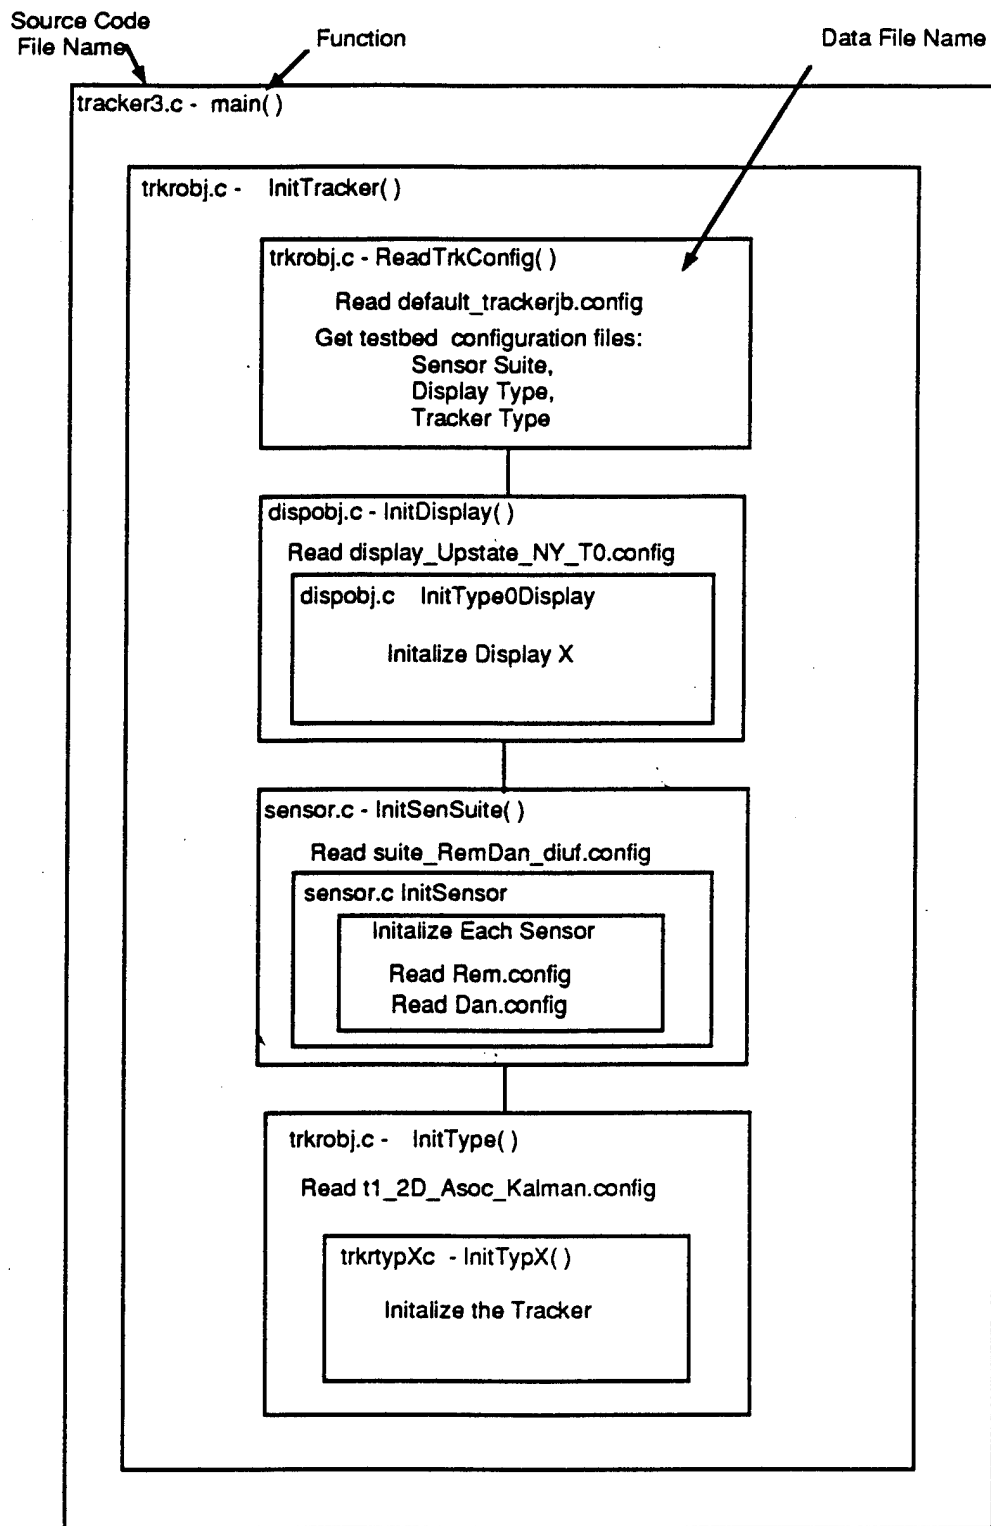 Source Code
File Name
Function
Data File Name
tracker3.c - main( )
trkrobj.c - InitTracker( )
trkrobj.c - ReadTrkConfig( )
Read default_trackerjb.config
Get testbed configuration files:
Sensor Suite,
Display Type,
Tracker Type
dispobj.c - InitDisplay( )
Read display_Upstate_NY_T0.config
dispobj.c InitType0Display
Initalize Display X
sensor.c - InitSenSuite( )
Read suite_RemDan_diuf.config
sensor.c InitSensor
Initalize Each Sensor
Read Rem.config
Read Dan.config
trkrobj.c - InitType( )
Read t1_2D_Asoc_Kalman.config
trkrtypXc - InitTypX( )
Initalize the Tracker